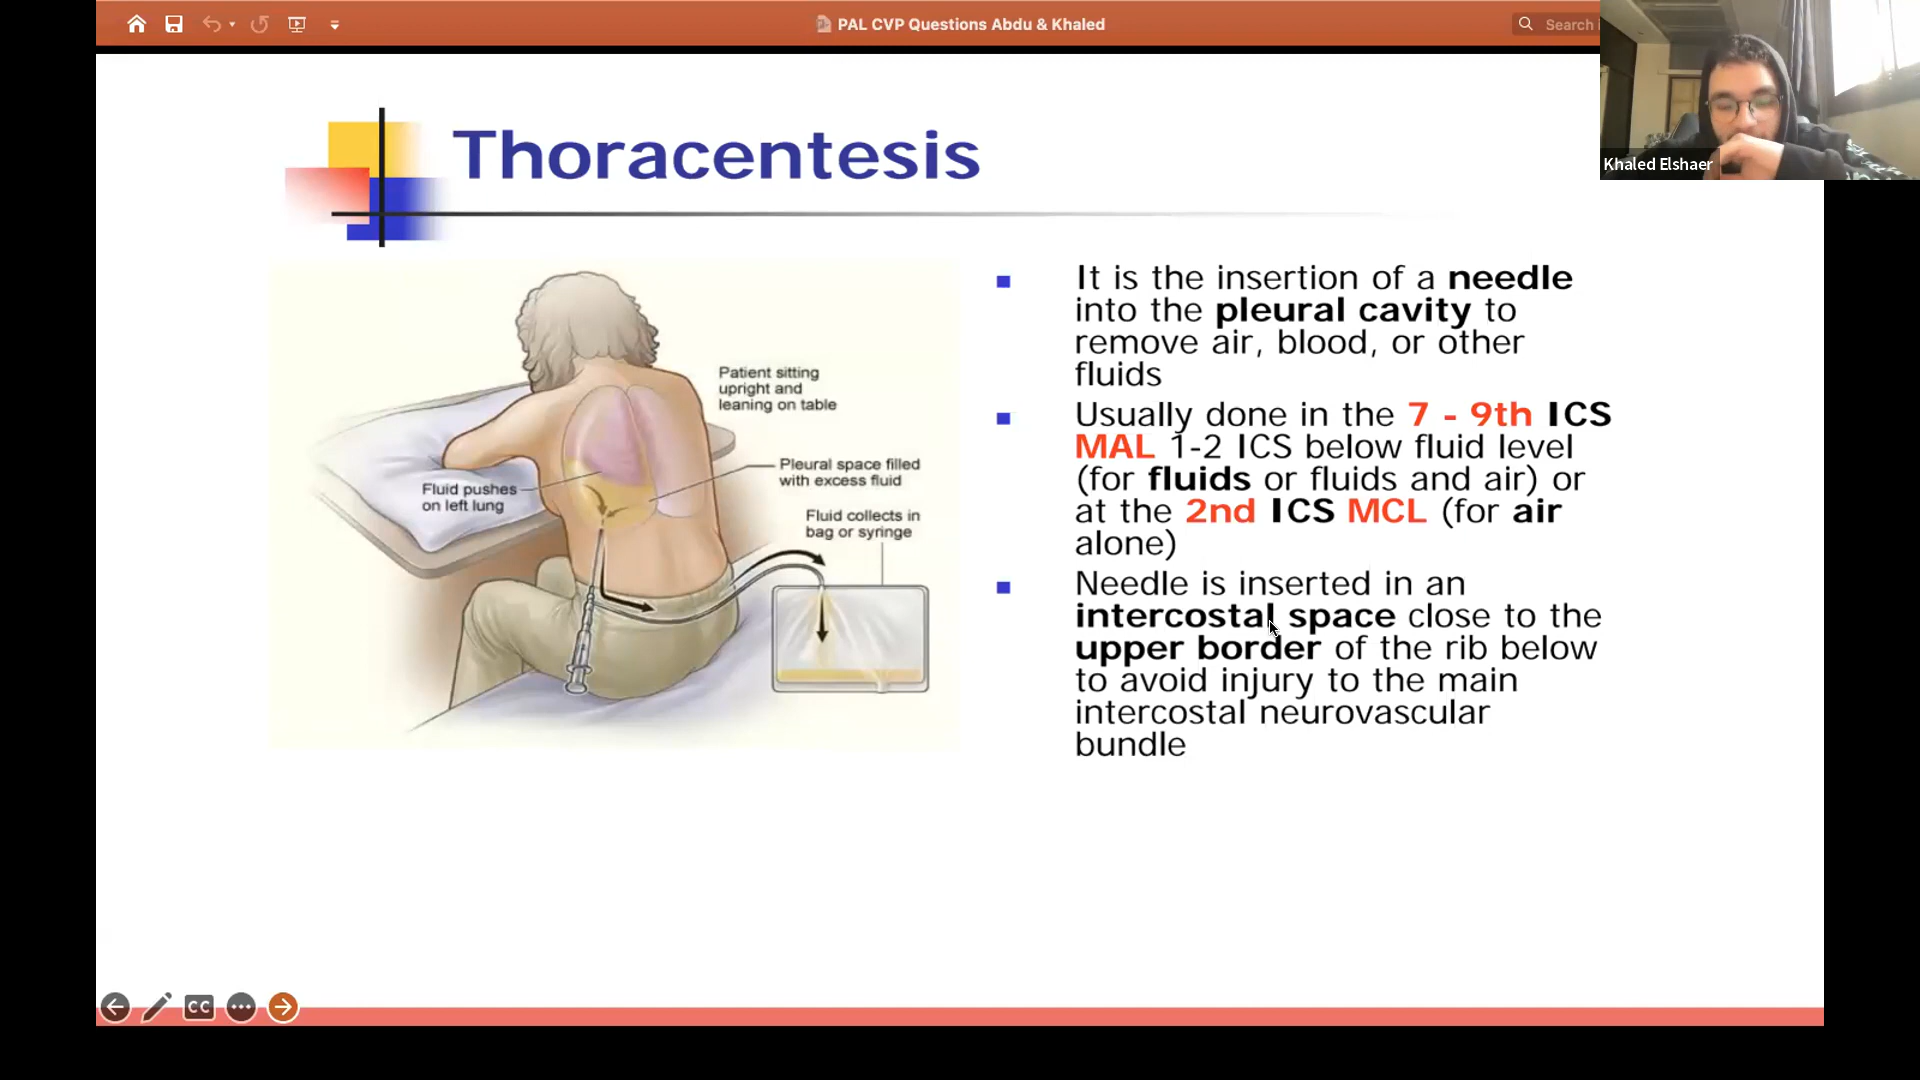 PAL CVP Questions Abdu & Khaled
Search
Khaled Elshaer
Thoracentesis
Patient sitting
upright and
leaning on table
Pleural space filled
with excess fluid
Fluid pushes
on left lung
Fluid collects in
bag or syringe
It is the insertion of a needle
into the pleural cavity to
remove air, blood, or other
fluids
Usually done in the 7 - 9th ICS
MAL 1-2 ICS below fluid level
(for fluids or fluids and air) or
at the 2nd ICS MCL (for air
alone)
Needle is inserted in an
intercostal space close to the
upper border of the rib below
to avoid injury to the main
intercostal neurovascular
bundle
CC